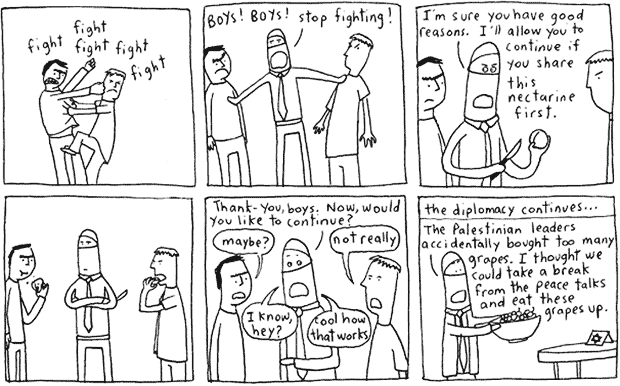 fight
fight
fight fight
fight
BOYS! BOYS! stop fighting!
I'm sure you have good
reasons. I'll allow you to
continue if
you share
this
nectarine
first.
Thank-you, boys. Now, would
you like to continue?
maybe?
not really
I know,
hey?
cool how
that works
the diplomacy continues...
The Palestinian leaders
accidentally bought too many
grapes. I thought we
could take a break
from the peace talks
and eat these
grapes up.